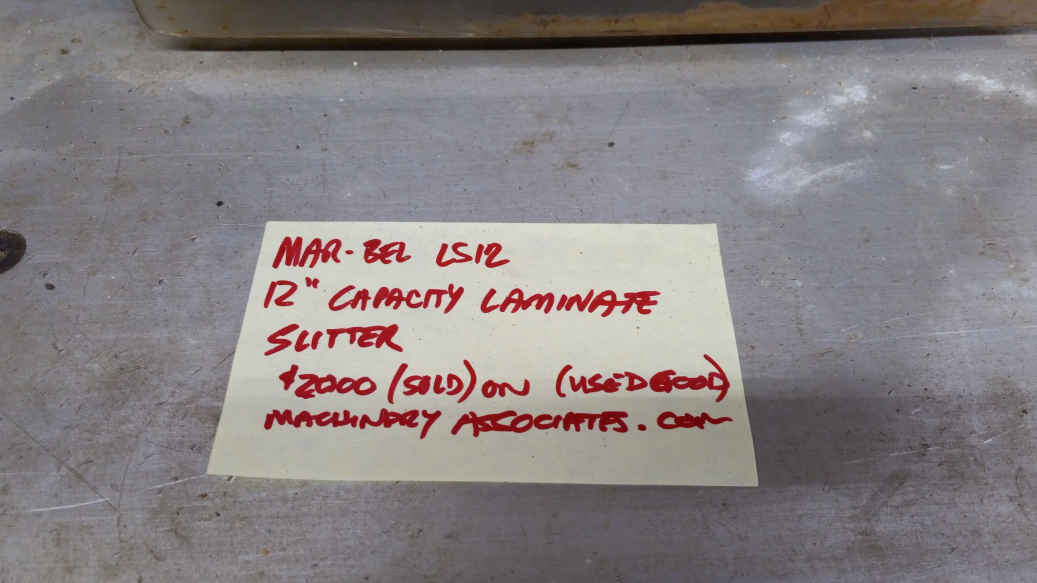 MAR-BEL LS12
12" CAPACITY LAMINATE
SLITTER
$2000 (SOLD) ON (USED GOOD)
MACHINERY ASSOCIATES.COM